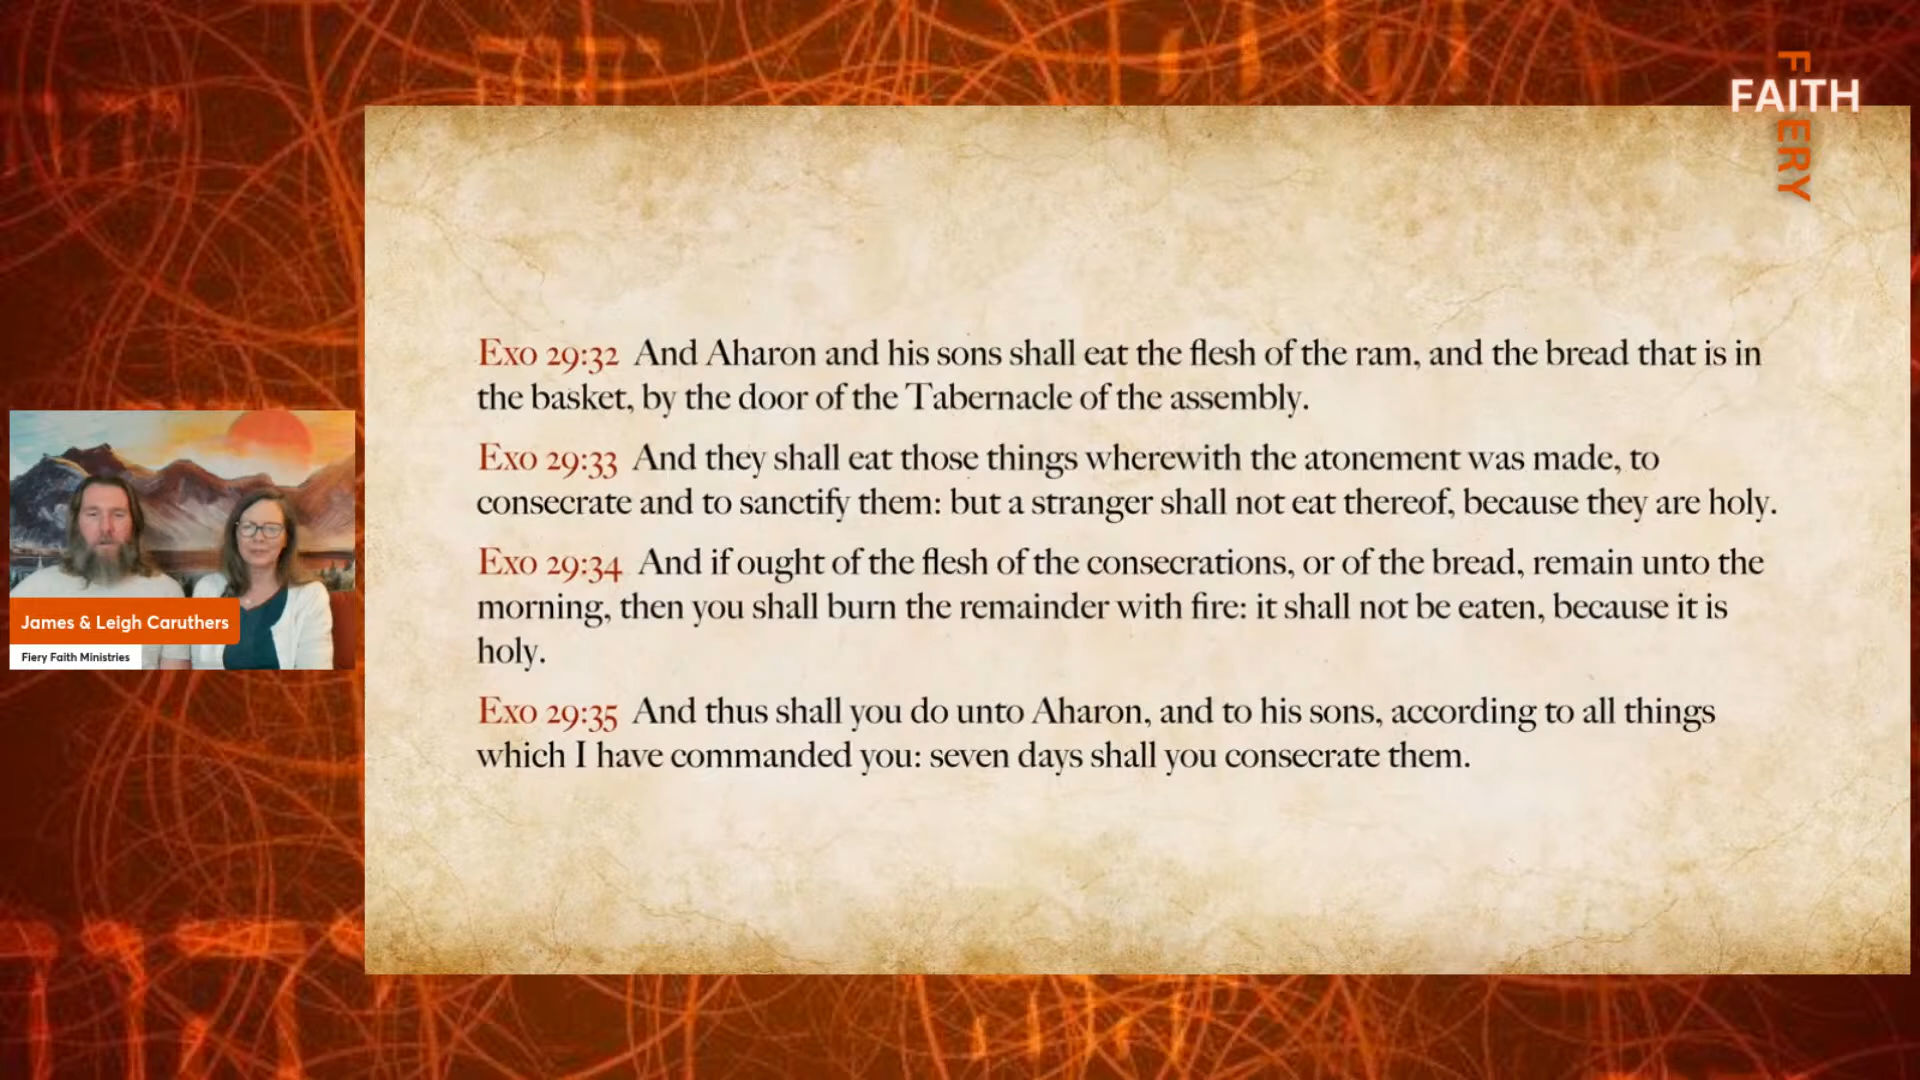 FIERY
FAITH
Exo 29:32 And Aharon and his sons shall eat the flesh of the ram, and the bread that is in
the basket, by the door of the Tabernacle of the assembly.
Exo 29:33 And they shall eat those things wherewith the atonement was made, to
consecrate and to sanctify them: but a stranger shall not eat thereof, because they are holy.
Exo 29:34 And if ought of the flesh of the consecrations, or of the bread, remain unto the
morning, then you shall burn the remainder with fire: it shall not be eaten, because it is
holy.
Exo 29:35 And thus shall you do unto Aharon, and to his sons, according to all things
which I have commanded you: seven days shall you consecrate them.
James & Leigh Caruthers
Fiery Faith Ministries